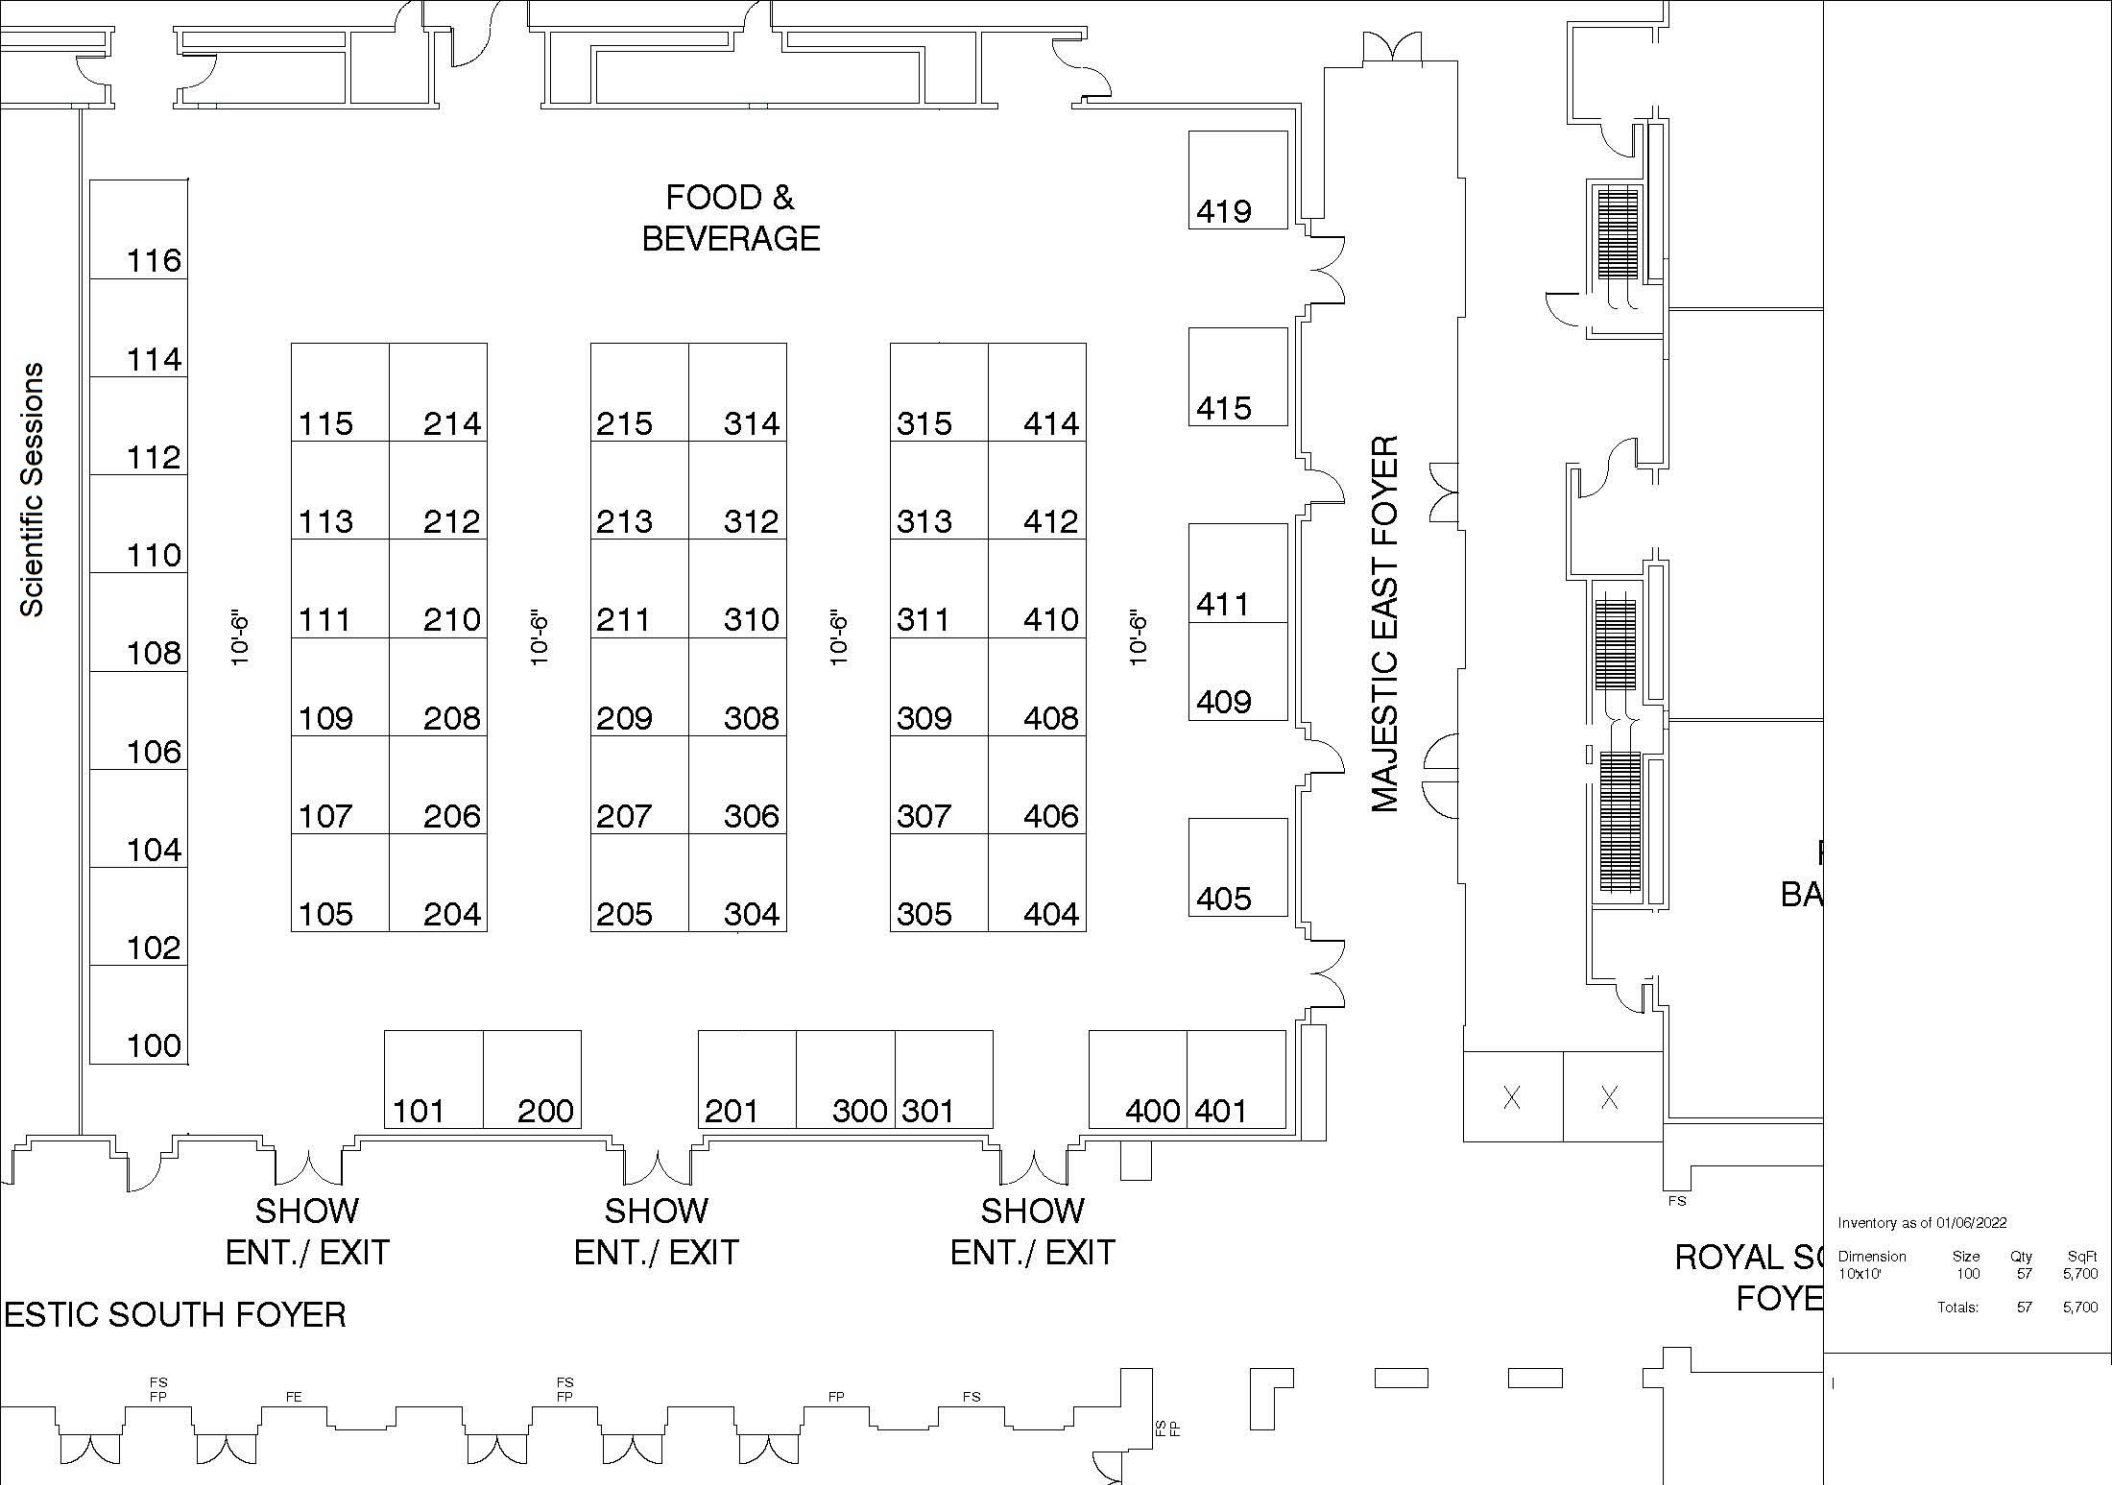 FOOD &
BEVERAGE
419
116
114
415
Scientific Sessions
115 214 215 314 315 414
112
113 212 213 312 313 412
110
111 210 211 310 311 410
411
108
10'-6" 10'-6" 10'-6" 10'-6"
MAJESTIC EAST FOYER
109 208 209 308 309 408
409
106
107 206 207 306 307 406
104
405
105 204 205 304 305 404
102
100
BA
101 200 201 300 301 400 401
X X
SHOW
ENT./ EXIT
SHOW
ENT./ EXIT
SHOW
ENT./ EXIT
FS
ROYAL SQ
FOYE
ESTIC SOUTH FOYER
Inventory as of 01/06/2022
Dimension Size Qty SqFt
10'x10' 100 57 5,700
Totals: 57 5,700
FS
FP
FE
FS
FP
FP
FS
FS
FP